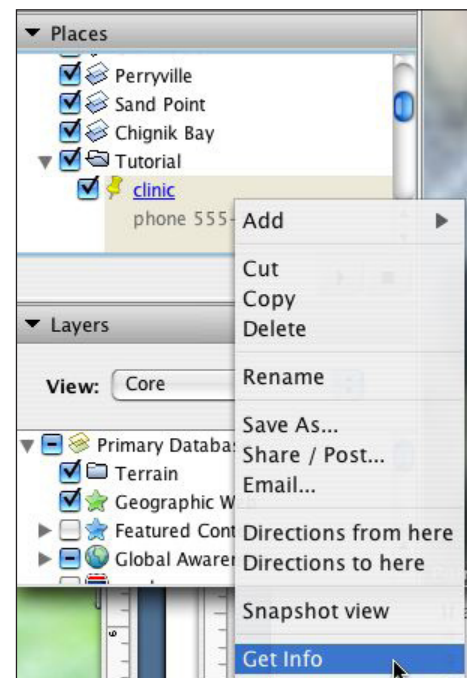 Places
Perryville
Sand Point
Chignik Bay
Tutorial
clinic
phone 555-
Add
Cut
Copy
Delete
Rename
Save As...
Share / Post...
Email...
Directions from here
Directions to here
Snapshot view
Get Info
Layers
View: Core
Primary Databa
Terrain
Geographic W
Featured Cont
Global Awaren